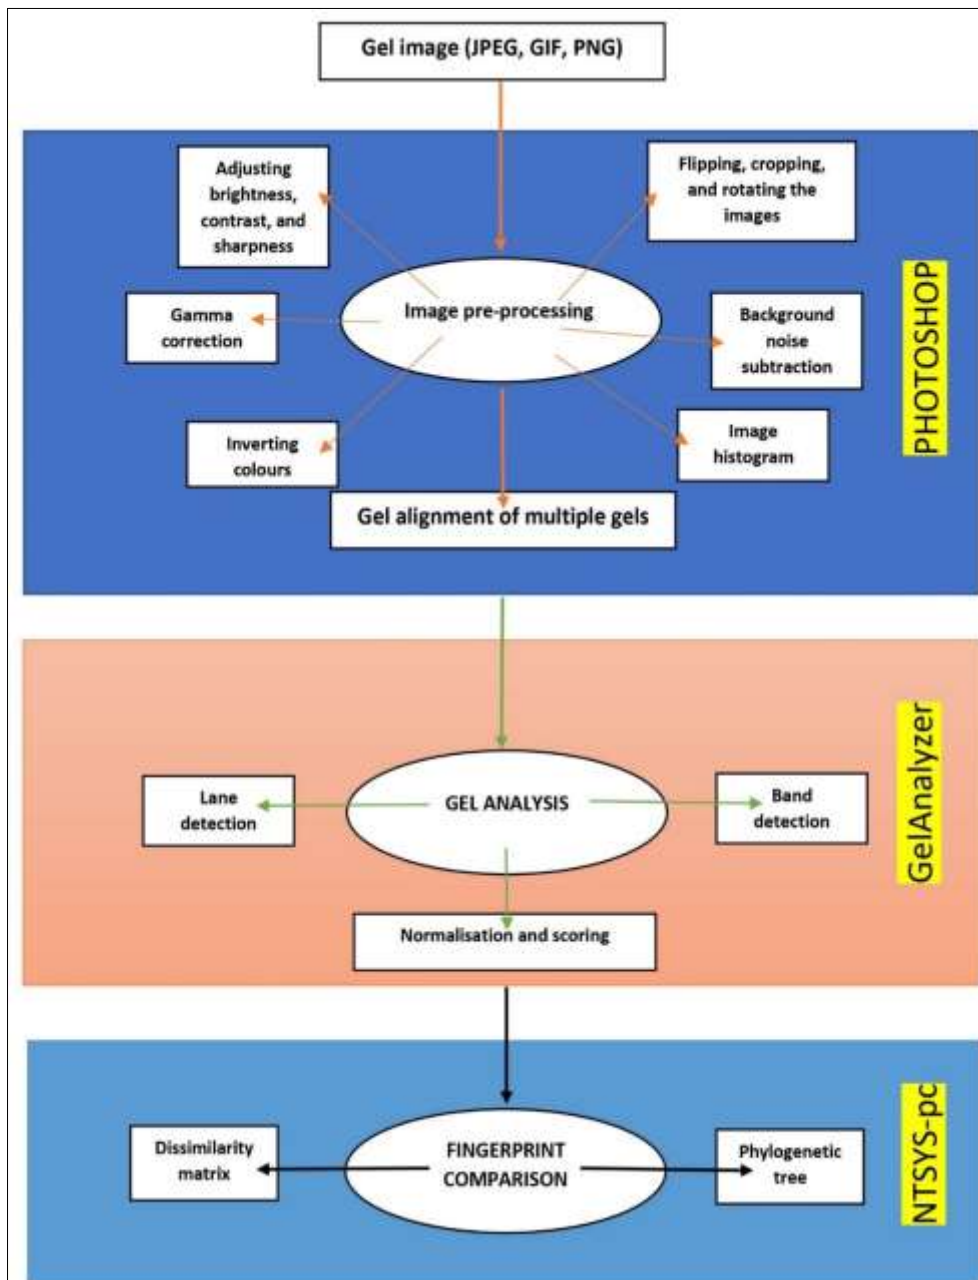 Gel image (JPEG, GIF, PNG)
Adjusting
brightness,
contrast, and
sharpness
Flipping, cropping,
and rotating the
images
Image pre-processing
Gamma
correction
Background
noise
subtraction
Inverting
colours
Image
histogram
Gel alignment of multiple gels
PHOTOSHOP
GEL ANALYSIS
Lane
detection
Band
detection
Normalisation and scoring
GelAnalyzer
FINGERPRINT
COMPARISON
Dissimilarity
matrix
Phylogenetic
tree
NTSYS-pc